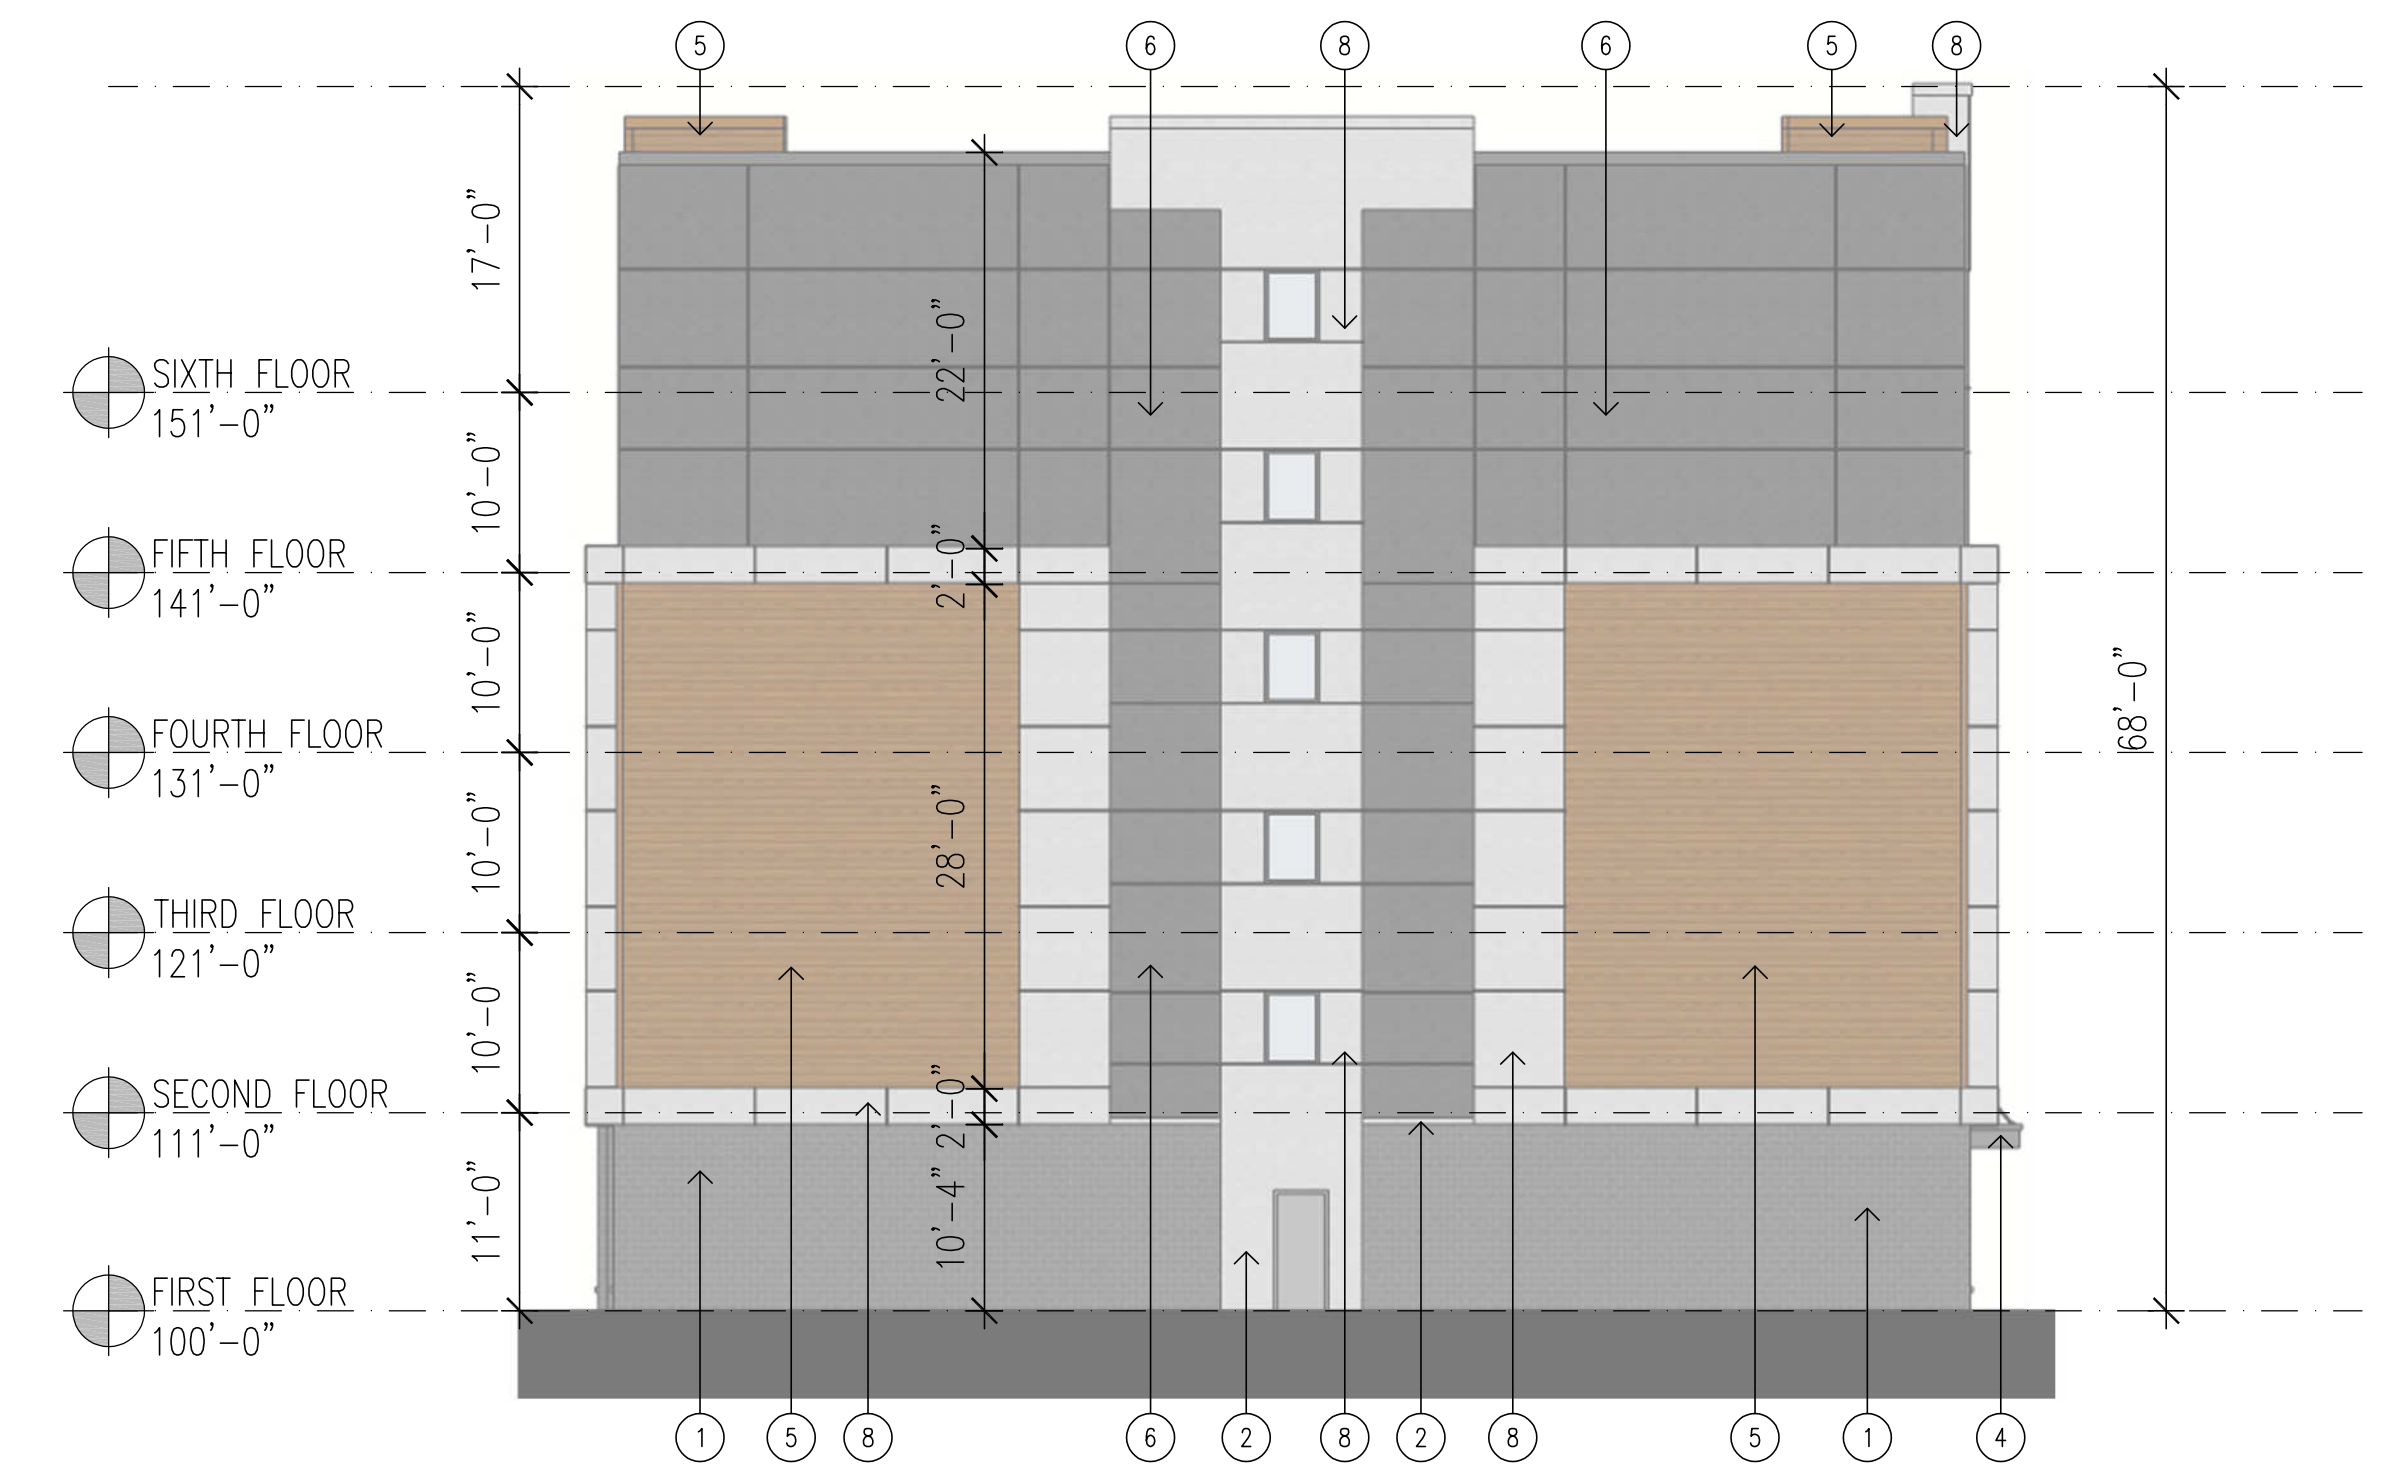 5 6 8 6 5 8
17'-0"
22'-0"
SIXTH FLOOR
151'-0"
10'-0"
FIFTH FLOOR
141'-0"
2'-0"
10'-0"
68'-0"
FOURTH FLOOR
131'-0"
10'-0"
28'-0"
THIRD FLOOR
121'-0"
10'-0"
SECOND FLOOR
111'-0"
2'-0"
11'-0"
10'-4"
FIRST FLOOR
100'-0"
1 5 8 6 2 8 2 8 5 1 4